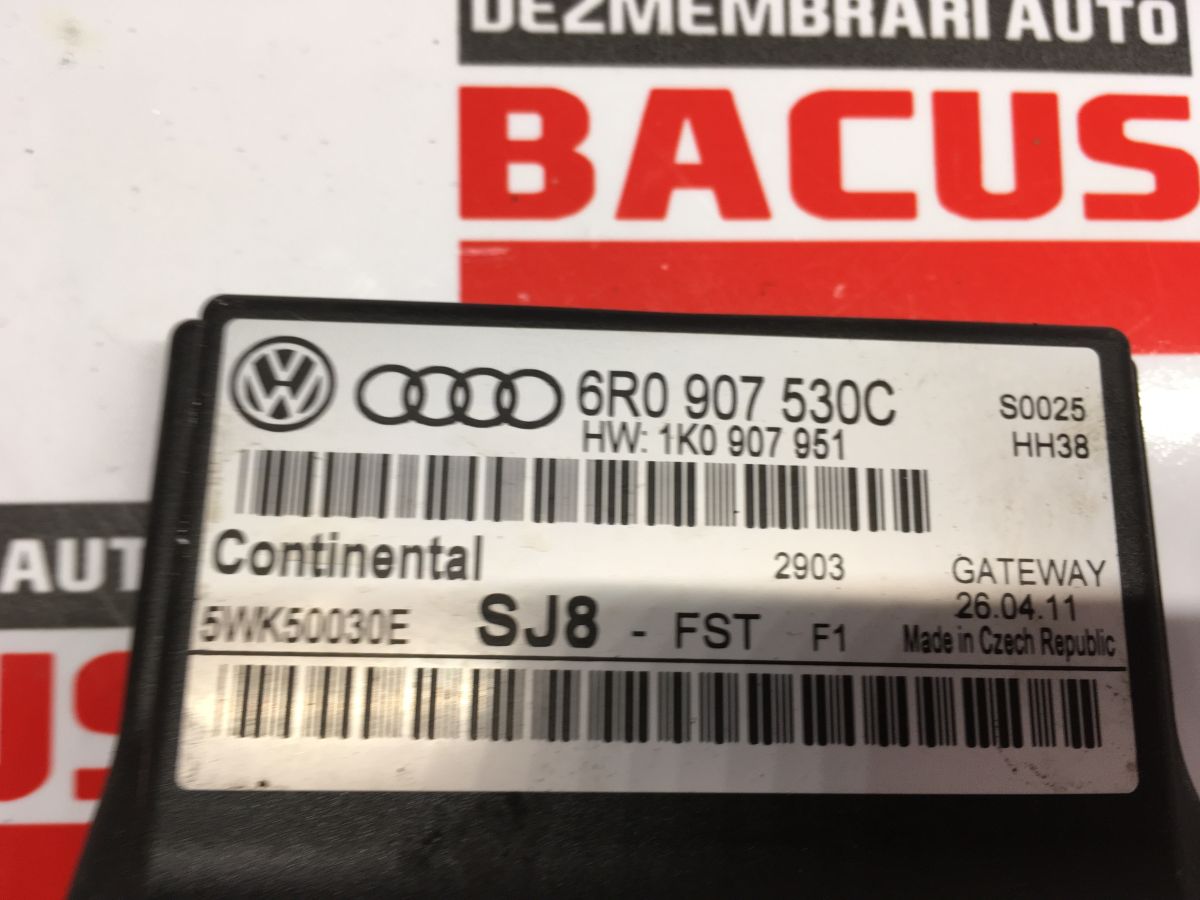 DEZMEMBRARI AUTO
BACUS
6R0 907 530C
S0025
HW: 1K0 907 951
HH38
Continental
2903
GATEWAY
26.04.11
5WK50030E SJ8 - FST F1
Made in Czech Republic
AUT
US